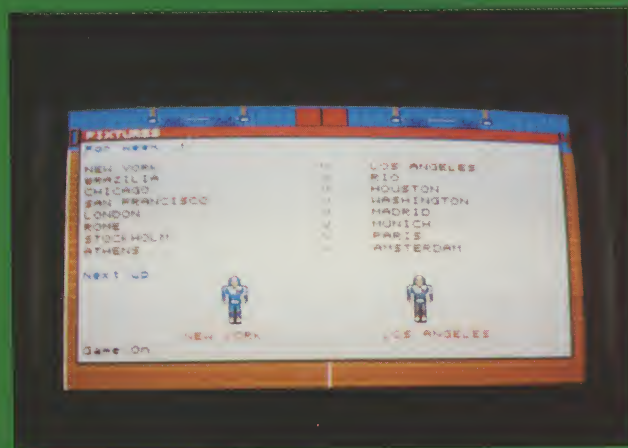 FIXTURES
For week
NEW YORK LOS ANGELES
BRAZILIA RIO
CHICAGO HOUSTON
SAN FRANCISCO WASHINGTON
LONDON MADRID
ROME MUNICH
STOCKHOLM PARIS
ATHENS AMSTERDAM
Next up
NEW YORK LOS ANGELES
Game On